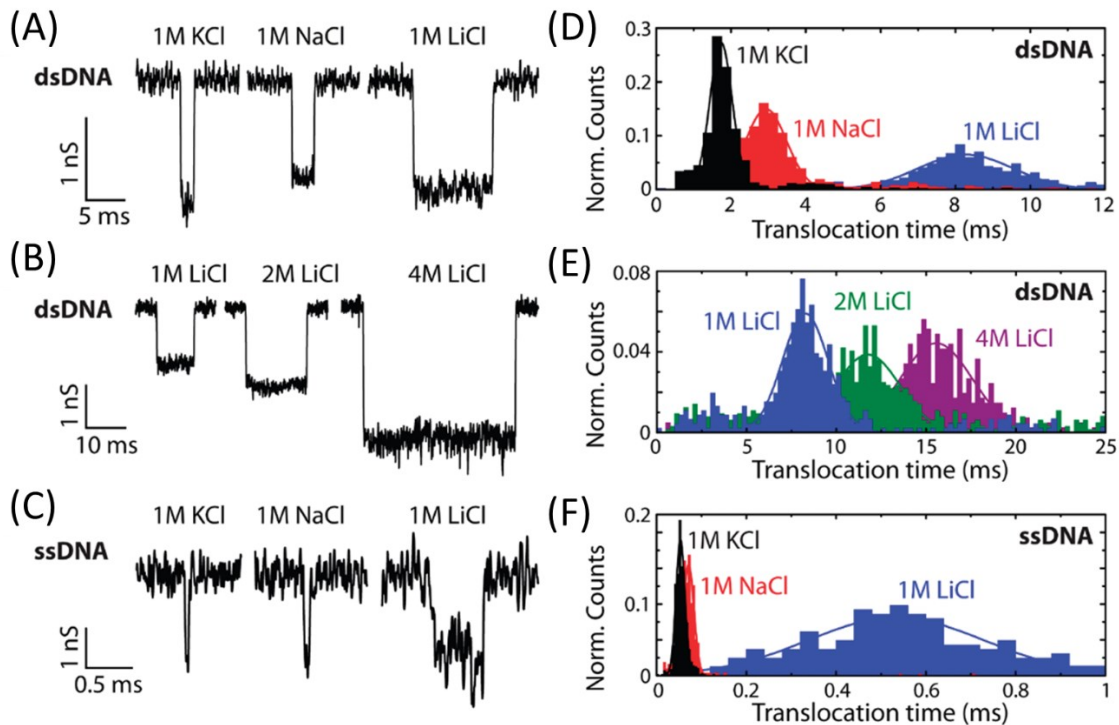 (A)
1M KCl 1M NaCl 1M LiCl
dsDNA
1 nS
5 ms
(B)
1M LiCl 2M LiCl 4M LiCl
dsDNA
1 nS
10 ms
(C)
1M KCl 1M NaCl 1M LiCl
ssDNA
1 nS
0.5 ms
(D)
0.3
0.2
0.1
0
Norm. Counts
dsDNA
1M KCl
1M NaCl
1M LiCl
0 2 4 6 8 10 12
Translocation time (ms)
(E)
0.08
0.04
0
Norm. Counts
dsDNA
1M LiCl
2M LiCl
4M LiCl
0 5 10 15 20 25
Translocation time (ms)
(F)
0.2
0.1
0
Norm. Counts
ssDNA
1M KCl
1M NaCl
1M LiCl
0 0.2 0.4 0.6 0.8 1
Translocation time (ms)